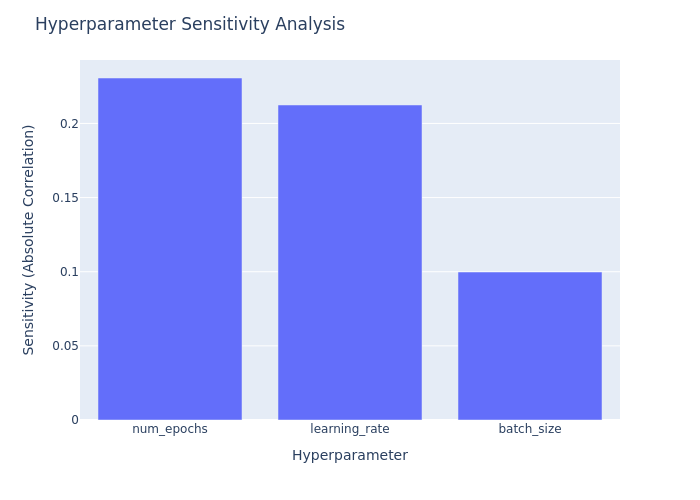 Hyperparameter Sensitivity Analysis
Sensitivity (Absolute Correlation)
0.2
0.15
0.1
0.05
0
num_epochs
learning_rate
batch_size
Hyperparameter